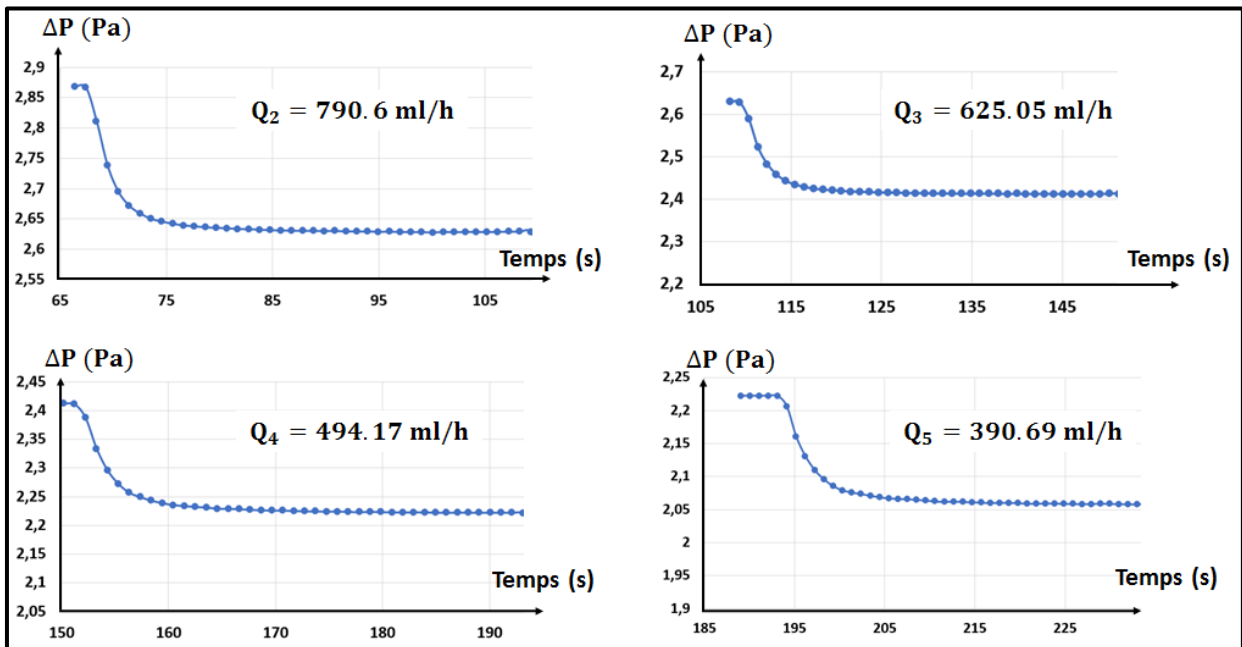 ΔP (Pa)
2,9
2,85
2,8
2,75
2,7
2,65
2,6
2,55
Q₂ = 790.6 ml/h
Temps (s)
65 75 85 95 105
ΔP (Pa)
2,7
2,6
2,5
2,4
2,3
2,2
Q₃ = 625.05 ml/h
Temps (s)
105 115 125 135 145
ΔP (Pa)
2,45
2,4
2,35
2,3
2,25
2,2
2,15
2,1
2,05
Q₄ = 494.17 ml/h
Temps (s)
150 160 170 180 190
ΔP (Pa)
2,25
2,2
2,15
2,1
2,05
2
1,95
1,9
Q₅ = 390.69 ml/h
Temps (s)
185 195 205 215 225